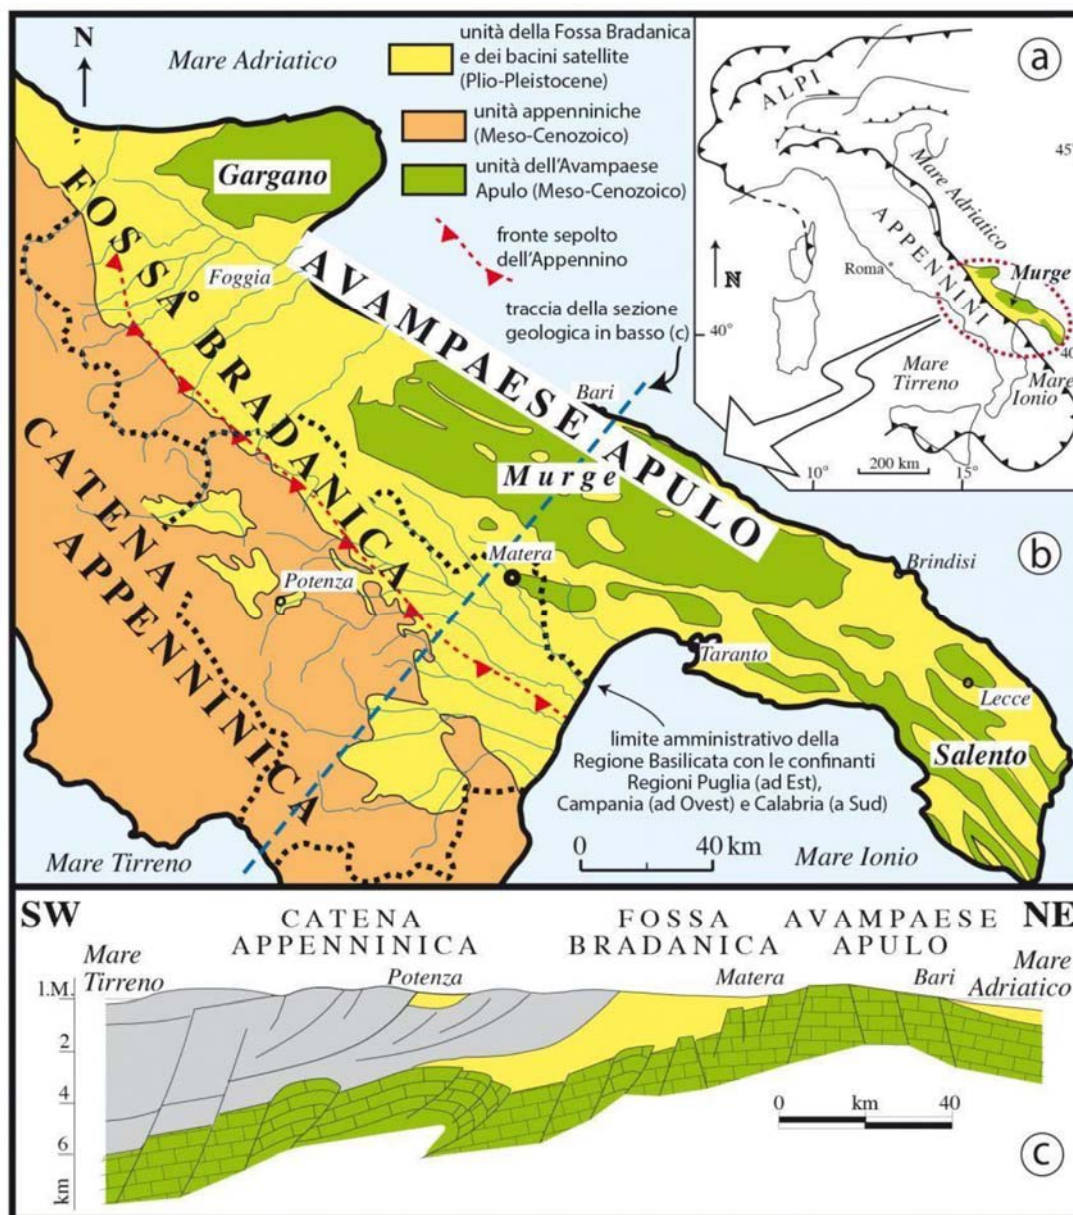 N
Mare Adriatico
unità della Fossa Bradanica
e dei bacini satellite
(Plio-Pleistocene)
unità appenniniche
(Meso-Cenozoico)
unità dell'Avampaese
Apulo (Meso-Cenozoico)
fronte sepolto
dell'Appennino
traccia della sezione
geologica in basso (c)
a
ALPI
45°
Mare Adriatico
APPENNINI
Roma
Murge
N
40°
40
Mare
Tirreno
Mare
Ionio
10°
200 km
15°
Gargano
FOSSA BRADANICA
Foggia
AVAMPAESE APULO
Bari
Murge
CATENA
APPENNINICA
Matera
Potenza
b
Brindisi
Taranto
Lecce
Salento
limite amministrativo della
Regione Basilicata con le confinanti
Regioni Puglia (ad Est),
Campania (ad Ovest) e Calabria (a Sud)
0 40 km
Mare Tirreno
Mare Ionio
SW
CATENA
APPENNINICA
FOSSA
BRADANICA
AVAMPAESE
APULO
NE
Mare
Tirreno
Potenza
Matera
Bari
Mare
Adriatico
l.M.
2
4
6
km
0 km 40
c